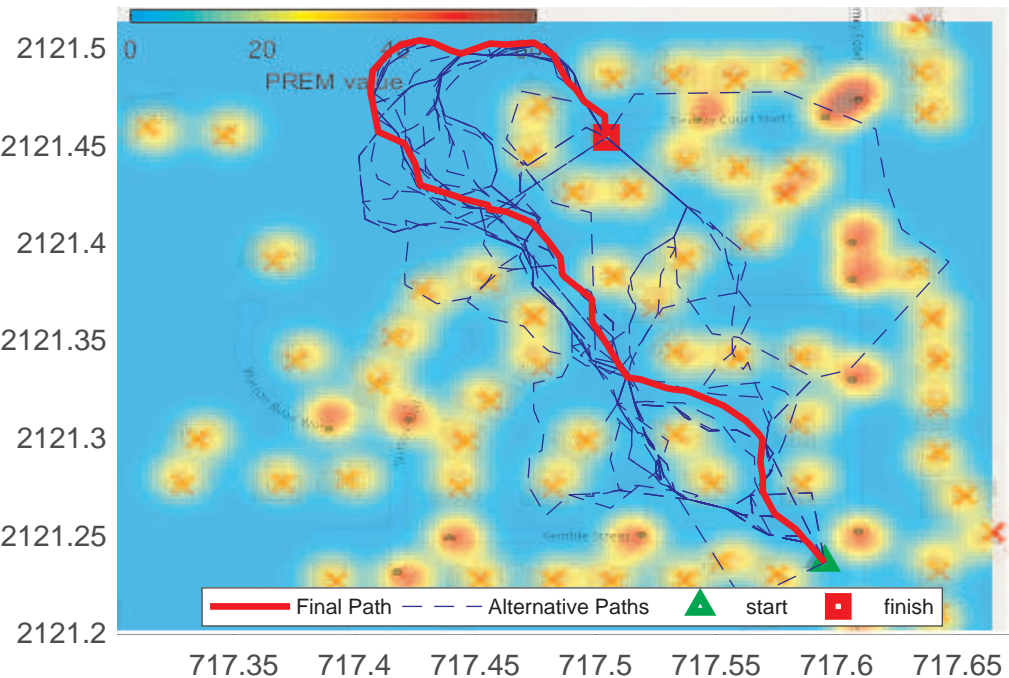 2121.5
2121.45
2121.4
2121.35
2121.3
2121.25
2121.2
0 20
PREM value
Kemble Street
Final Path Alternative Paths start finish
717.35 717.4 717.45 717.5 717.55 717.6 717.65